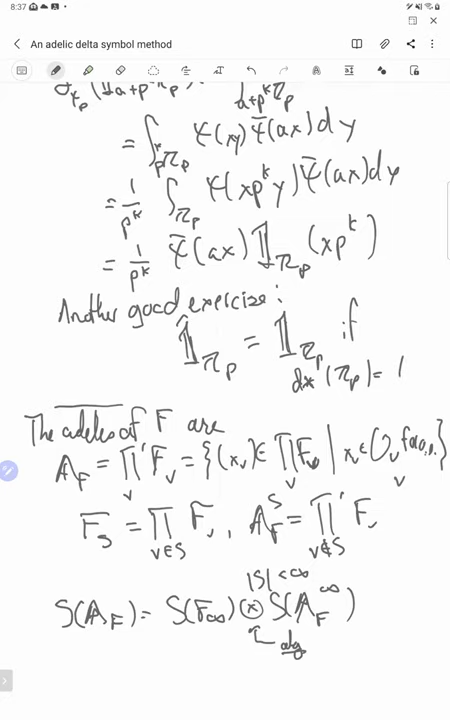 8:37
An adelic delta symbol method
= ∫_{p^k ℤ_p} ψ(xy) ψ̄(ax) dy
= 1/p^k ∫_{ℤ_p} ψ(xp^k y) ψ̄(ax) dy
= 1/p^k ψ̄(ax) 𝟙_{ℤ_p} (xp^k)
Another good exercise:
𝟙̂_{ℤ_p} = 𝟙_{ℤ_p} if
dx(ℤ_p) = 1
The adeles of F are
A_F = ∏'_v F_v = {(x_v) ∈ ∏_v F_v | x_v ∈ O_v for a.e. v}
F_S = ∏_{v∈S} F_v, A_F^S = ∏'_{v∉S} F_v
|S| < ∞
S(A_F) = S(F_∞) ⊗ S(A_F^∞)
alg